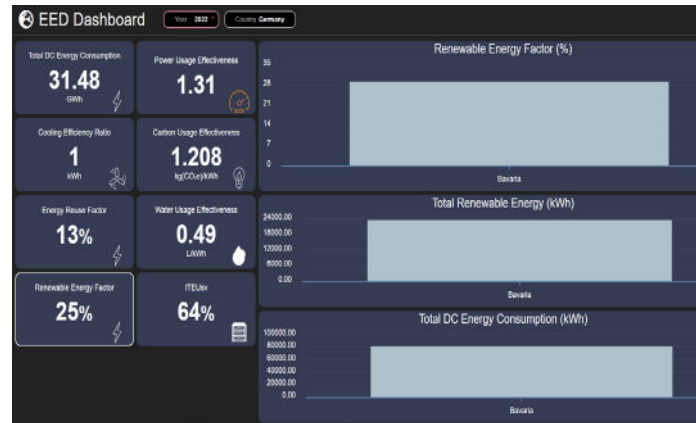 EED Dashboard
Year 2022
Country Germany
Total DC Energy Consumption
31.48
GWh
Power Usage Effectiveness
1.31
Cooling Efficiency Ratio
1
kWh
Carbon Usage Effectiveness
1.208
kg(CO₂e)/kWh
Energy Reuse Factor
13%
Water Usage Effectiveness
0.49
L/kWh
Renewable Energy Factor
25%
ITEUsv
64%
Renewable Energy Factor (%)
35
28
21
14
7
0
Bavaria
Total Renewable Energy (kWh)
24000.00
18000.00
12000.00
6000.00
0.00
Bavaria
Total DC Energy Consumption (kWh)
100000.00
80000.00
60000.00
40000.00
20000.00
0.00
Bavaria